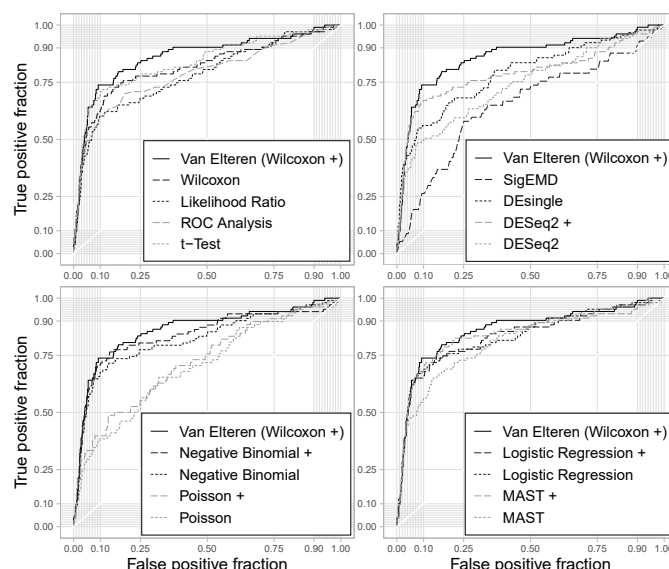 1.00
0.90
0.75
0.50
0.25
0.10
0.00
True positive fraction
Van Elteren (Wilcoxon +)
Wilcoxon
Likelihood Ratio
ROC Analysis
t−Test
0.00 0.10 0.25 0.50 0.75 0.90 1.00
1.00
0.90
0.75
0.50
0.25
0.10
0.00
Van Elteren (Wilcoxon +)
SigEMD
DEsingle
DESeq2 +
DESeq2
0.00 0.10 0.25 0.50 0.75 0.90 1.00
1.00
0.90
0.75
0.50
0.25
0.10
0.00
True positive fraction
Van Elteren (Wilcoxon +)
Negative Binomial +
Negative Binomial
Poisson +
Poisson
0.00 0.10 0.25 0.50 0.75 0.90 1.00
False positive fraction
1.00
0.90
0.75
0.50
0.25
0.10
0.00
Van Elteren (Wilcoxon +)
Logistic Regression +
Logistic Regression
MAST +
MAST
0.00 0.10 0.25 0.50 0.75 0.90 1.00
False positive fraction